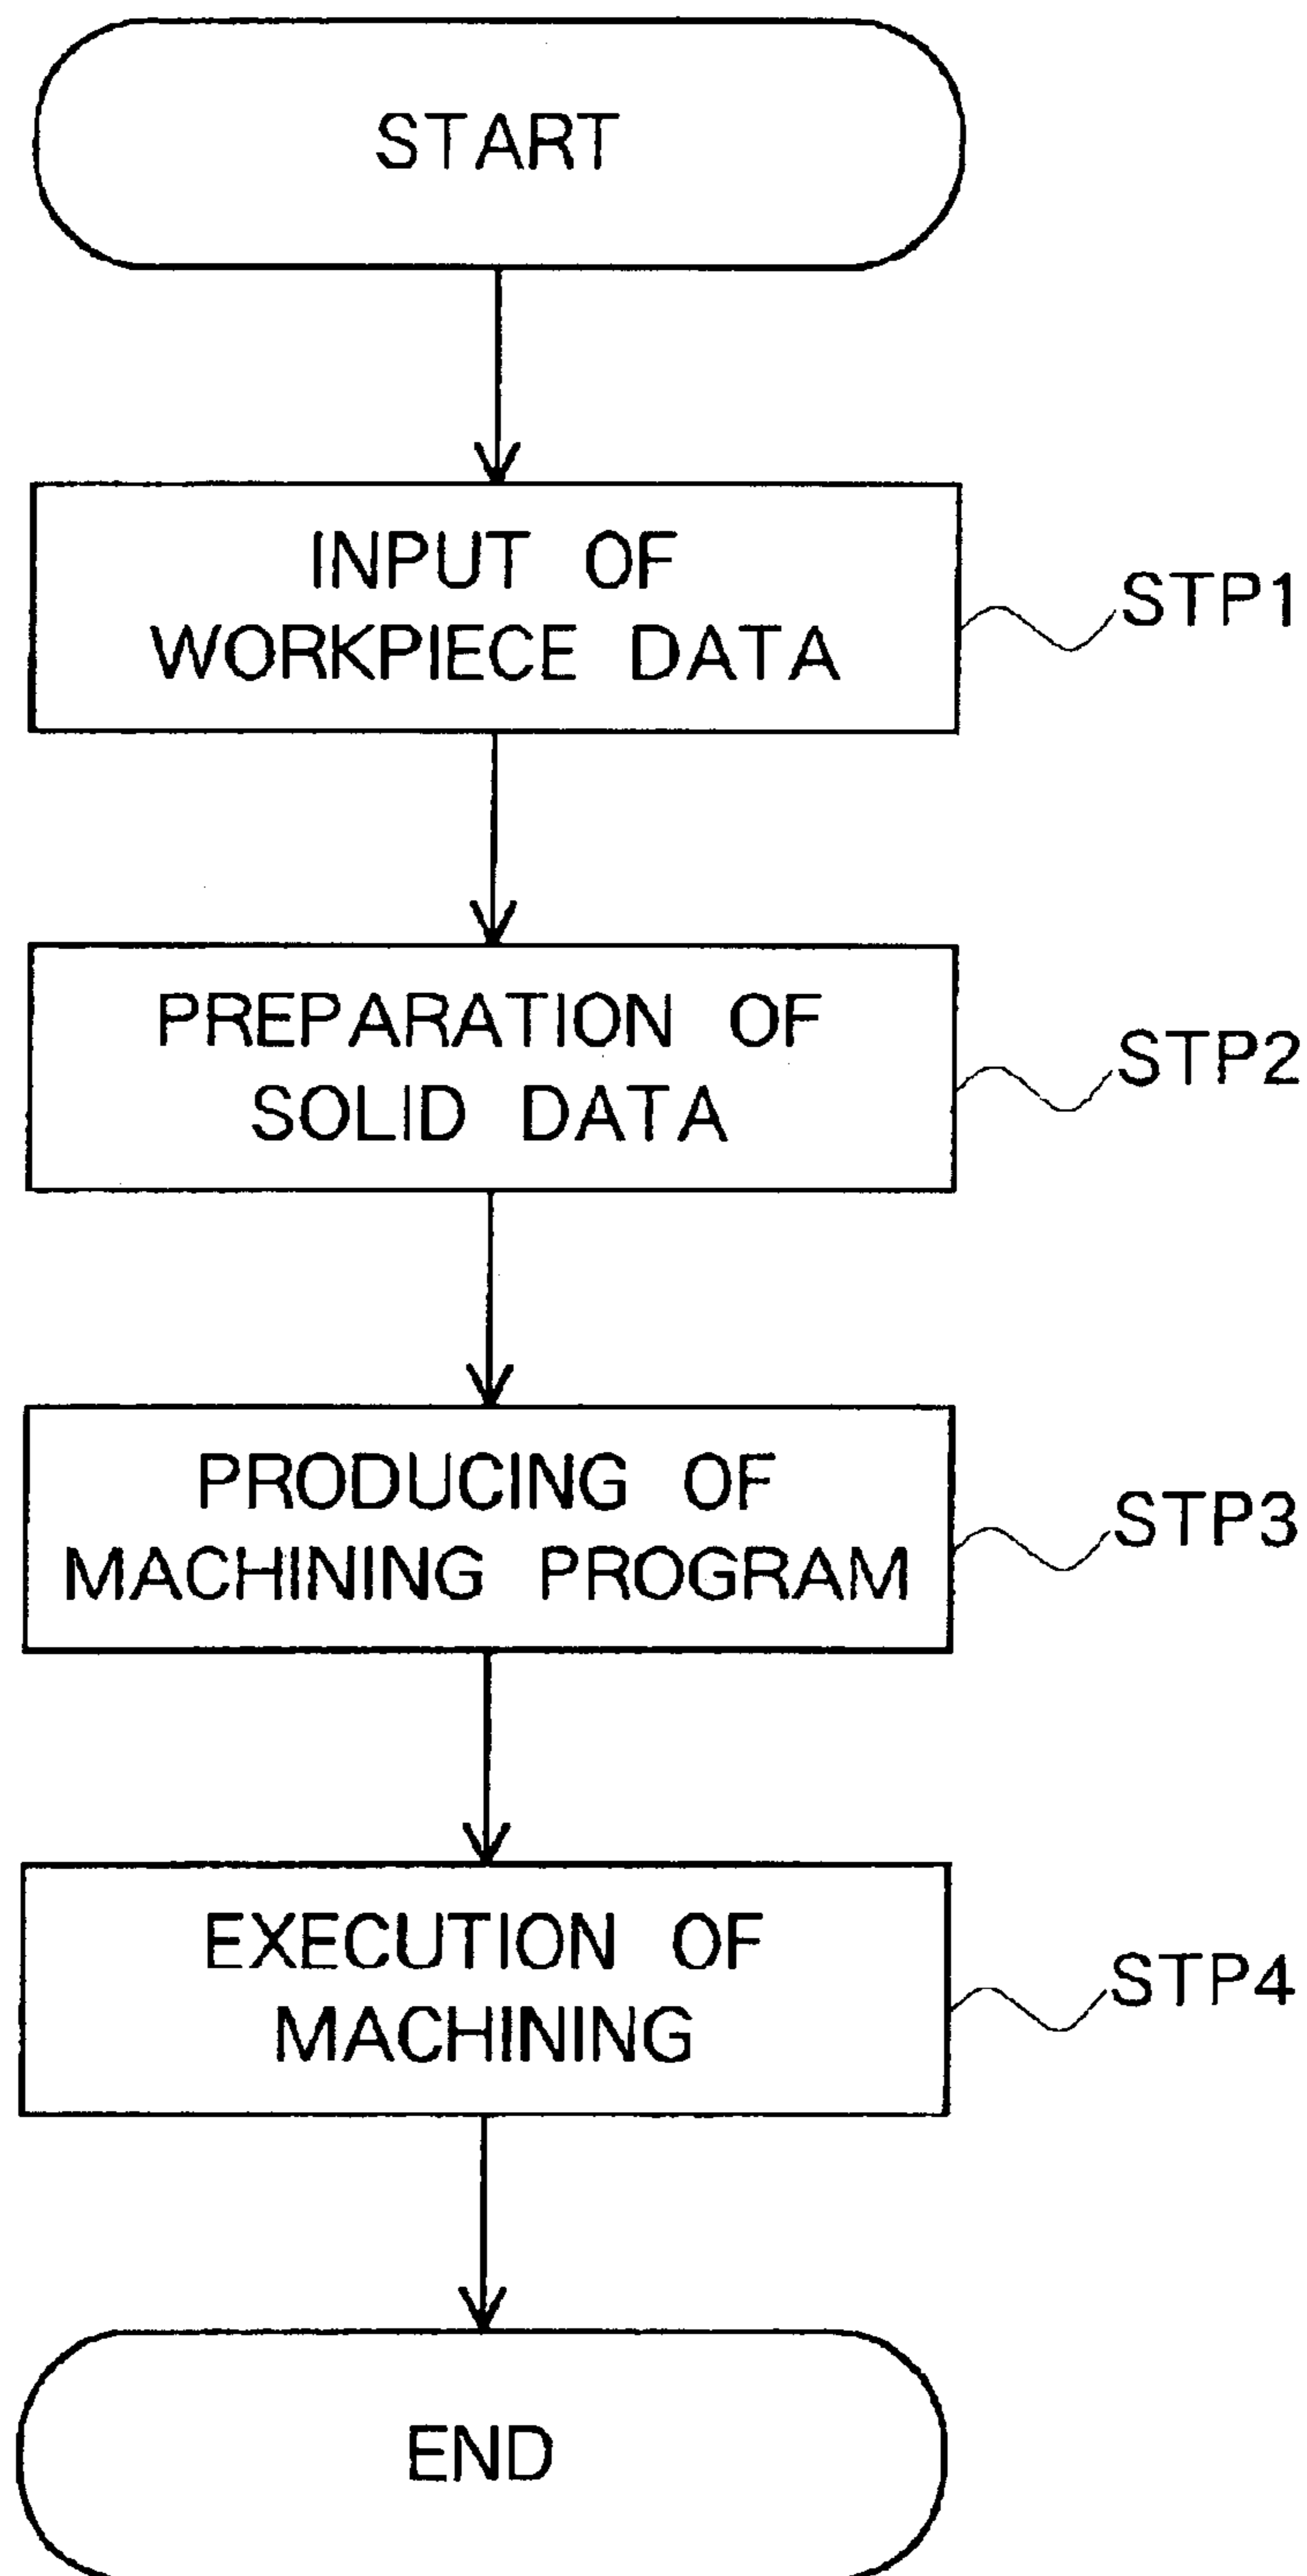 START
INPUT OF
WORKPIECE DATA
STP1
PREPARATION OF
SOLID DATA
STP2
PRODUCING OF
MACHINING PROGRAM
STP3
EXECUTION OF
MACHINING
STP4
END